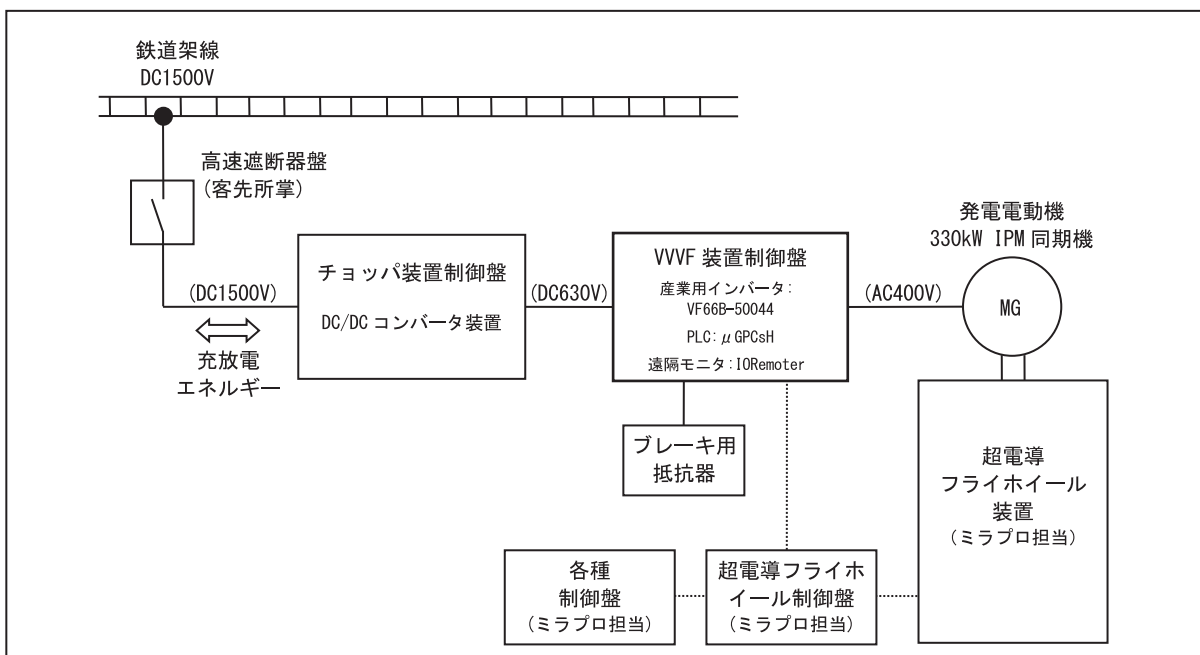 鉄道架線
DC1500V
高速遮断器盤
(客先所掌)
(DC1500V)
充放電
エネルギー
チョッパ装置制御盤
DC/DCコンバータ装置
(DC630V)
VVVF 装置制御盤
産業用インバータ:
VF66B-50044
PLC: μGPCsH
遠隔モニタ:IORemoter
(AC400V)
発電電動機
330kW IPM 同期機
MG
ブレーキ用
抵抗器
超電導
フライホイール
装置
(ミラプロ担当)
各種
制御盤
(ミラプロ担当)
超電導フライホ
イール制御盤
(ミラプロ担当)